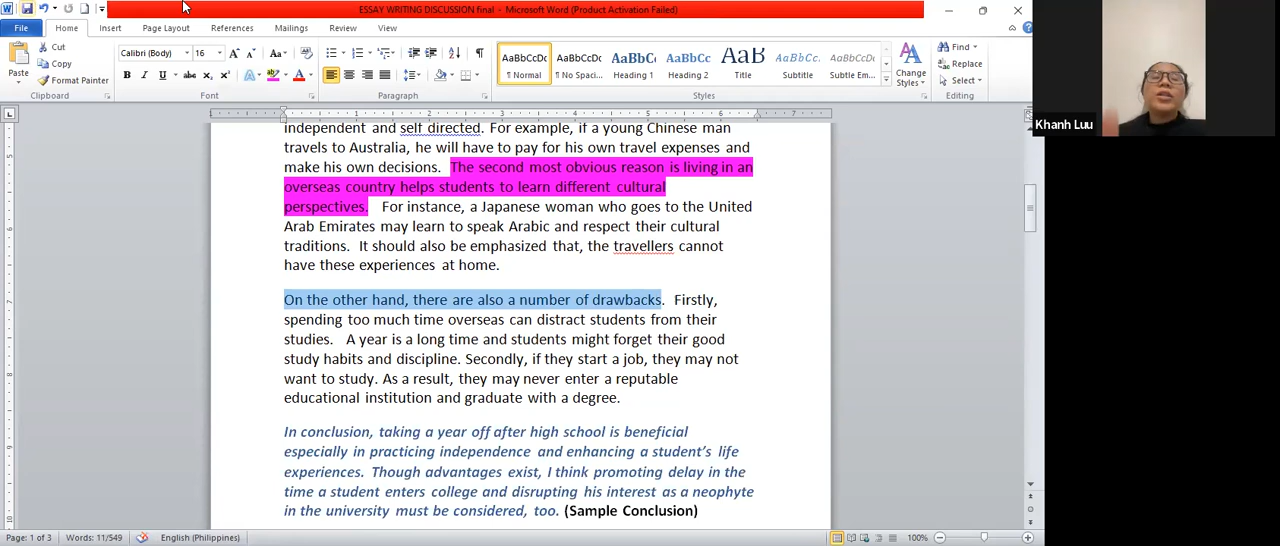 ESSAY WRITING DISCUSSION final - Microsoft Word (Product Activation Failed)
File Home Insert Page Layout References Mailings Review View
Cut
Copy
Format Painter
Paste
Calibri (Body) 16
AaBbCcDc AaBbCcDc AaBbCc AaBbCc AaB AaBbCc. AaBbCcDc
¶ Normal ¶ No Spaci... Heading 1 Heading 2 Title Subtitle Subtle Em...
Change Styles
Find
Replace
Select
Clipboard Font Paragraph Styles Editing
independent and self directed. For example, if a young Chinese man
travels to Australia, he will have to pay for his own travel expenses and
make his own decisions. The second most obvious reason is living in an
overseas country helps students to learn different cultural
perspectives. For instance, a Japanese woman who goes to the United
Arab Emirates may learn to speak Arabic and respect their cultural
traditions. It should also be emphasized that, the travellers cannot
have these experiences at home.
On the other hand, there are also a number of drawbacks. Firstly,
spending too much time overseas can distract students from their
studies. A year is a long time and students might forget their good
study habits and discipline. Secondly, if they start a job, they may not
want to study. As a result, they may never enter a reputable
educational institution and graduate with a degree.
In conclusion, taking a year off after high school is beneficial
especially in practicing independence and enhancing a student's life
experiences. Though advantages exist, I think promoting delay in the
time a student enters college and disrupting his interest as a neophyte
in the university must be considered, too. (Sample Conclusion)
Page: 1 of 3 Words: 11/549 English (Philippines) 100%
Khanh Luu